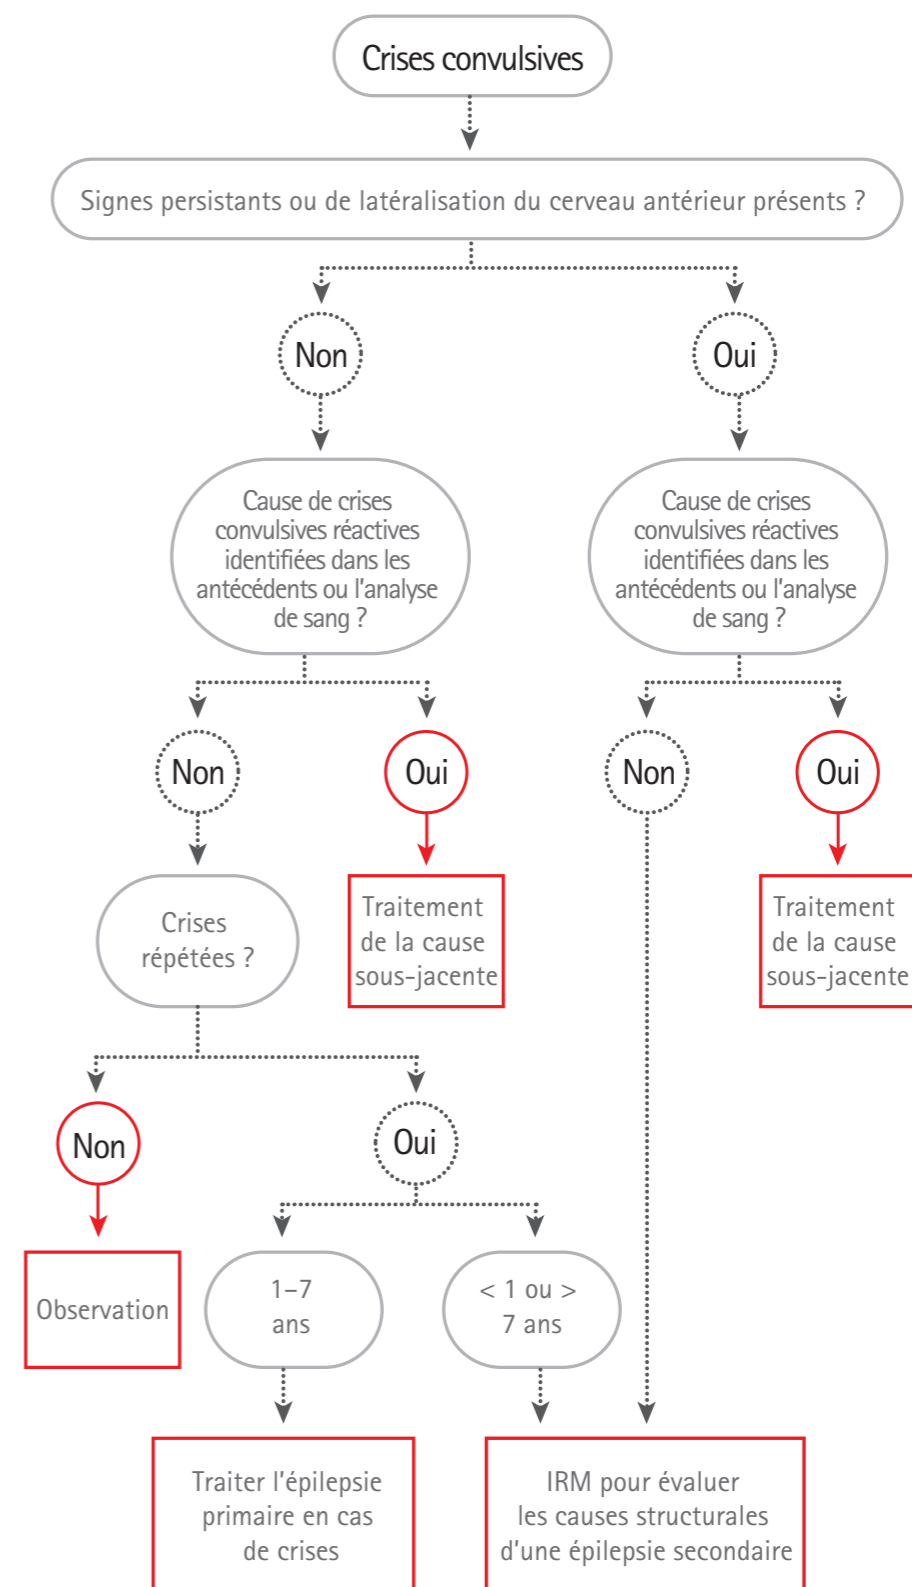 Crises convulsives
Signes persistants ou de latéralisation du cerveau antérieur présents ?
Non
Oui
Cause de crises
convulsives réactives
identifiées dans les
antécédents ou l'analyse
de sang ?
Cause de crises
convulsives réactives
identifiées dans les
antécédents ou l'analyse
de sang ?
Non
Oui
Non
Oui
Crises
répétées ?
Traitement
de la cause
sous-jacente
Traitement
de la cause
sous-jacente
Non
Oui
Observation
1–7
ans
< 1 ou >
7 ans
Traiter l'épilepsie
primaire en cas
de crises
IRM pour évaluer
les causes structurales
d'une épilepsie secondaire